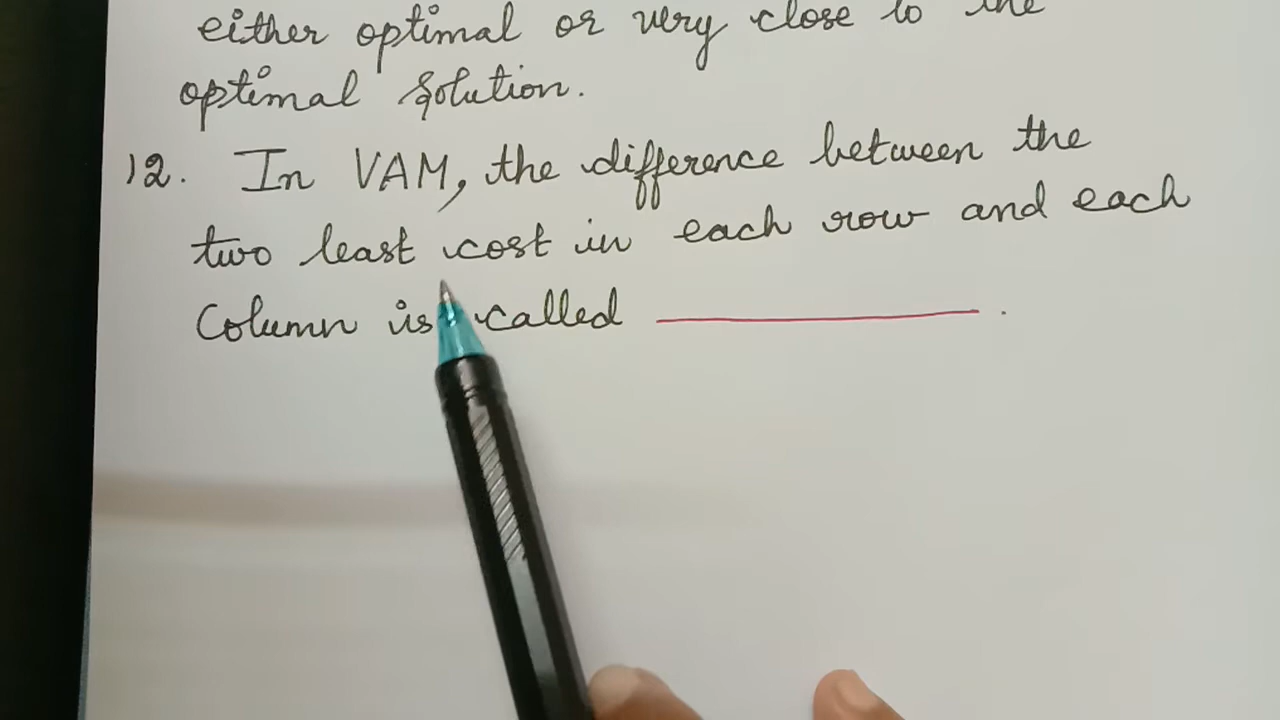 either optimal or very close to the
optimal solution.
12. In VAM, the difference between the
two least cost in each row and each
Column is called .